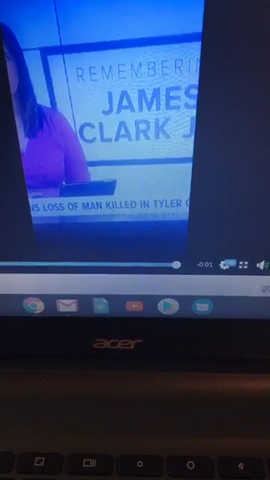 REMEMBERIN
JAMES
CLARK J
NS LOSS OF MAN KILLED IN TYLER
-0:01
acer